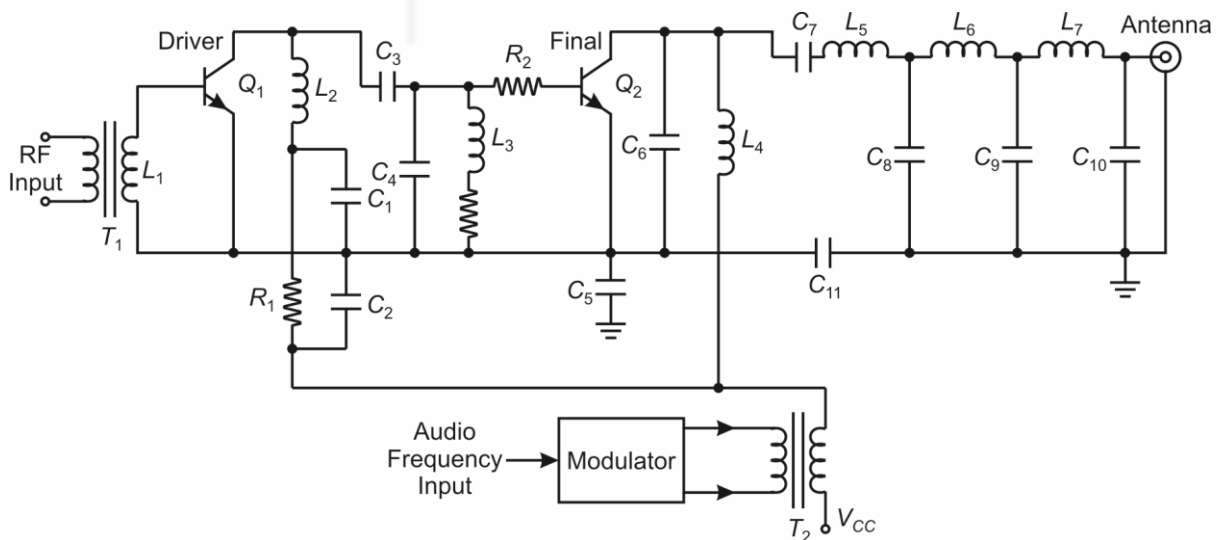 Driver
Final
Antenna
C7
L5
L6
L7
C3
R2
Q1
Q2
L2
L3
C6
L4
RF
Input
L1
C4
C1
C8
C9
C10
T1
R1
C2
C5
C11
Audio
Frequency
Input
Modulator
T2
VCC